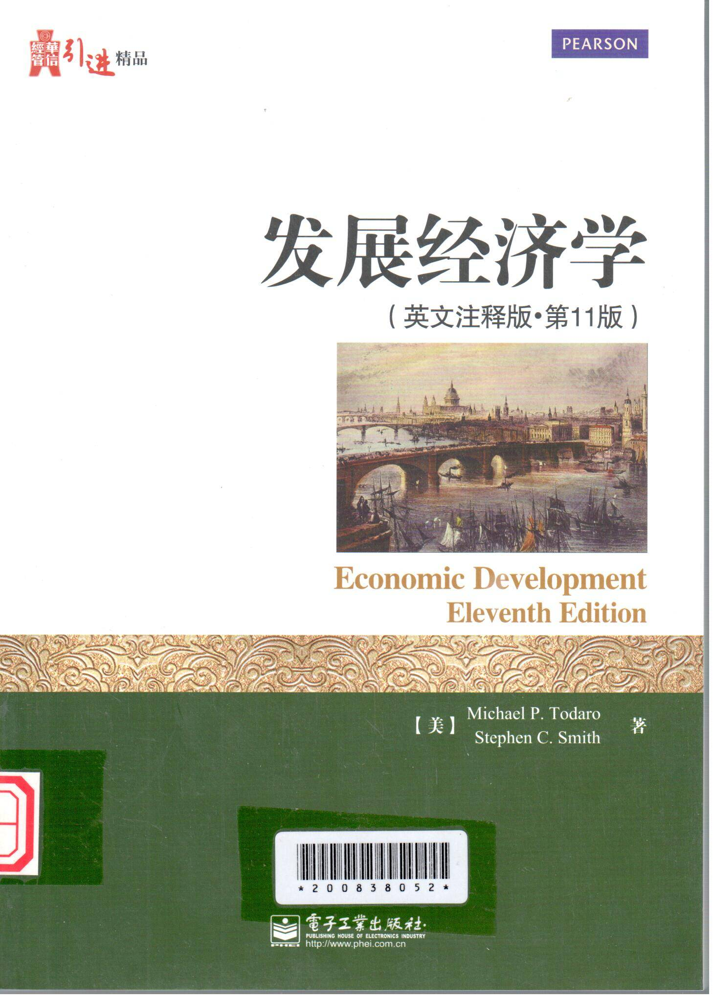 經管 華信 引进 精品
PEARSON
发展经济学
（英文注释版•第11版）
Economic Development
Eleventh Edition
【美】 Michael P. Todaro
Stephen C. Smith 著
*200838052*
電子工業出版社·
PUBLISHING HOUSE OF ELECTRONICS INDUSTRY
http://www.phei.com.cn
PHEI